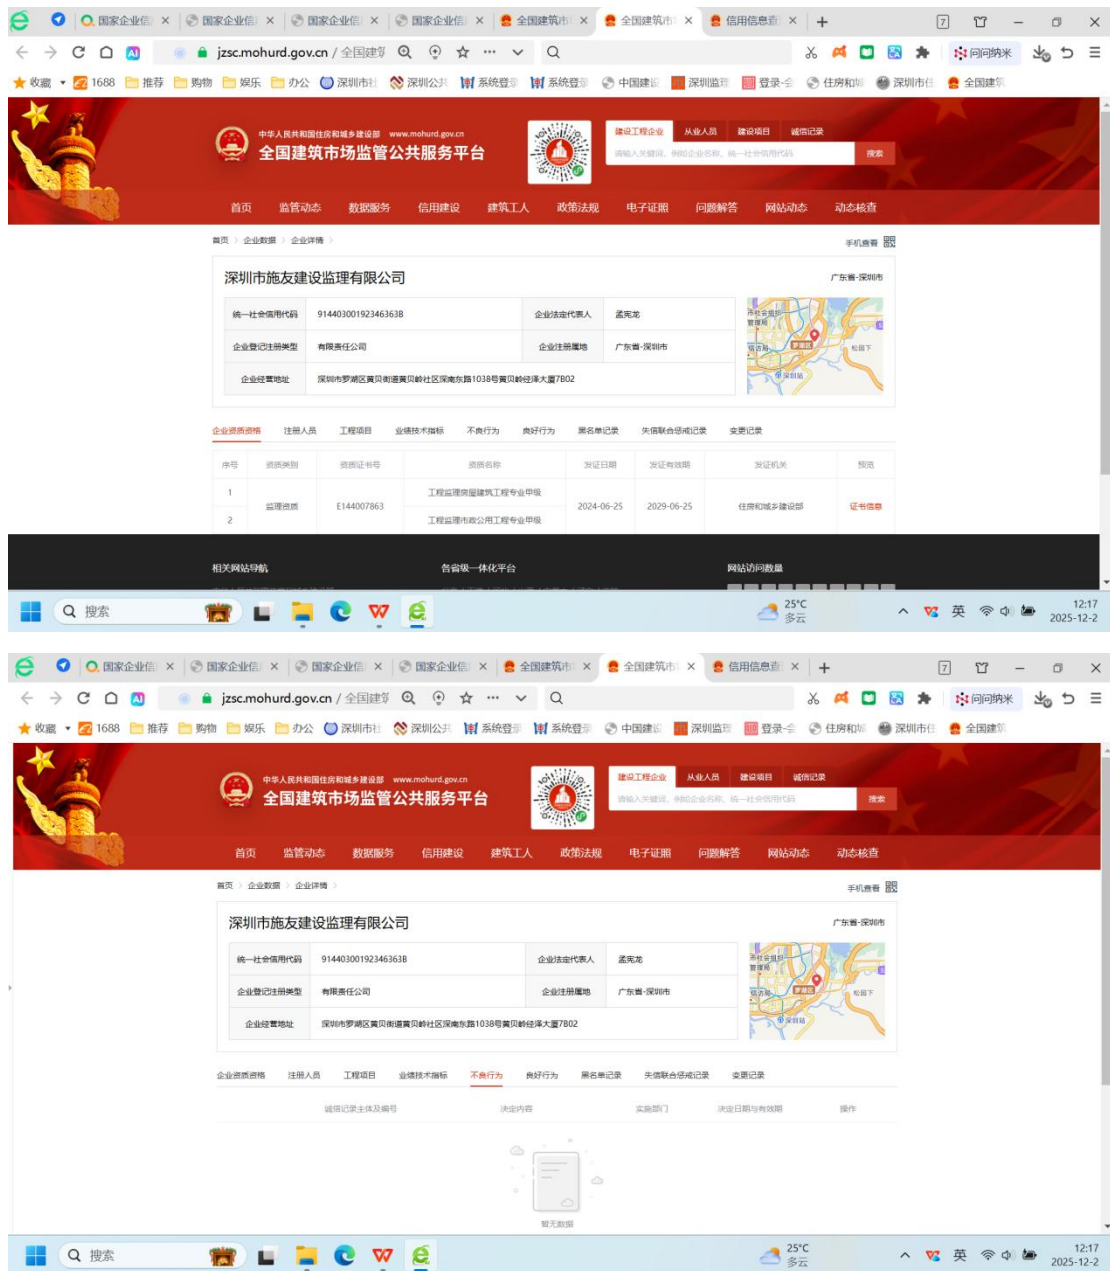 国家企业信 国家企业信 国家企业信 国家企业信 全国建筑市 全国建筑市 信用信息查
jzsc.mohurd.gov.cn / 全国建筑 问问纳米
收藏 1688 推荐 购物 娱乐 办公 深圳市社 深圳公共 系统登录 系统登录 中国建设 深圳监理 登录-全 住房和城 深圳市住 全国建筑
中华人民共和国住房和城乡建设部 www.mohurd.gov.cn
全国建筑市场监管公共服务平台
建设工程企业 从业人员 建设项目 诚信记录
请输入关键词，例如企业名称、统一社会信用代码 搜索
首页 监管动态 数据服务 信用建设 建筑工人 政策法规 电子证照 问题解答 网站动态 动态核查
首页 企业数据 企业详情 手机查看
深圳市施友建设监理有限公司 广东省-深圳市
统一社会信用代码 91440300192346363B 企业法定代表人 孟宪龙
企业登记注册类型 有限责任公司 企业注册属地 广东省-深圳市
企业经营地址 深圳市罗湖区黄贝街道黄贝岭社区深南东路1038号黄贝岭经泽大厦7B02
企业资质资格 注册人员 工程项目 业绩技术指标 不良行为 良好行为 黑名单记录 失信联合惩戒记录 变更记录
序号 资质类别 资质证书号 资质名称 发证日期 发证有效期 发证机关 预览
1 监理资质 E144007863 工程监理房屋建筑工程专业甲级 2024-06-25 2029-06-25 住房和城乡建设部 证书信息
2 工程监理市政公用工程专业甲级
相关网站导航 各省级一体化平台 网站访问数量
搜索 25°C 多云 英 12:17
2025-12-2
国家企业信 国家企业信 国家企业信 国家企业信 全国建筑市 全国建筑市 信用信息查
jzsc.mohurd.gov.cn / 全国建筑 问问纳米
收藏 1688 推荐 购物 娱乐 办公 深圳市社 深圳公共 系统登录 系统登录 中国建设 深圳监理 登录-全 住房和城 深圳市住 全国建筑
中华人民共和国住房和城乡建设部 www.mohurd.gov.cn
全国建筑市场监管公共服务平台
建设工程企业 从业人员 建设项目 诚信记录
请输入关键词，例如企业名称、统一社会信用代码 搜索
首页 监管动态 数据服务 信用建设 建筑工人 政策法规 电子证照 问题解答 网站动态 动态核查
首页 企业数据 企业详情 手机查看
深圳市施友建设监理有限公司 广东省-深圳市
统一社会信用代码 91440300192346363B 企业法定代表人 孟宪龙
企业登记注册类型 有限责任公司 企业注册属地 广东省-深圳市
企业经营地址 深圳市罗湖区黄贝街道黄贝岭社区深南东路1038号黄贝岭经泽大厦7B02
企业资质资格 注册人员 工程项目 业绩技术指标 不良行为 良好行为 黑名单记录 失信联合惩戒记录 变更记录
诚信记录主体及编号 决定内容 实施部门 决定日期与有效期 操作
暂无数据
搜索 25°C 多云 英 12:17
2025-12-2